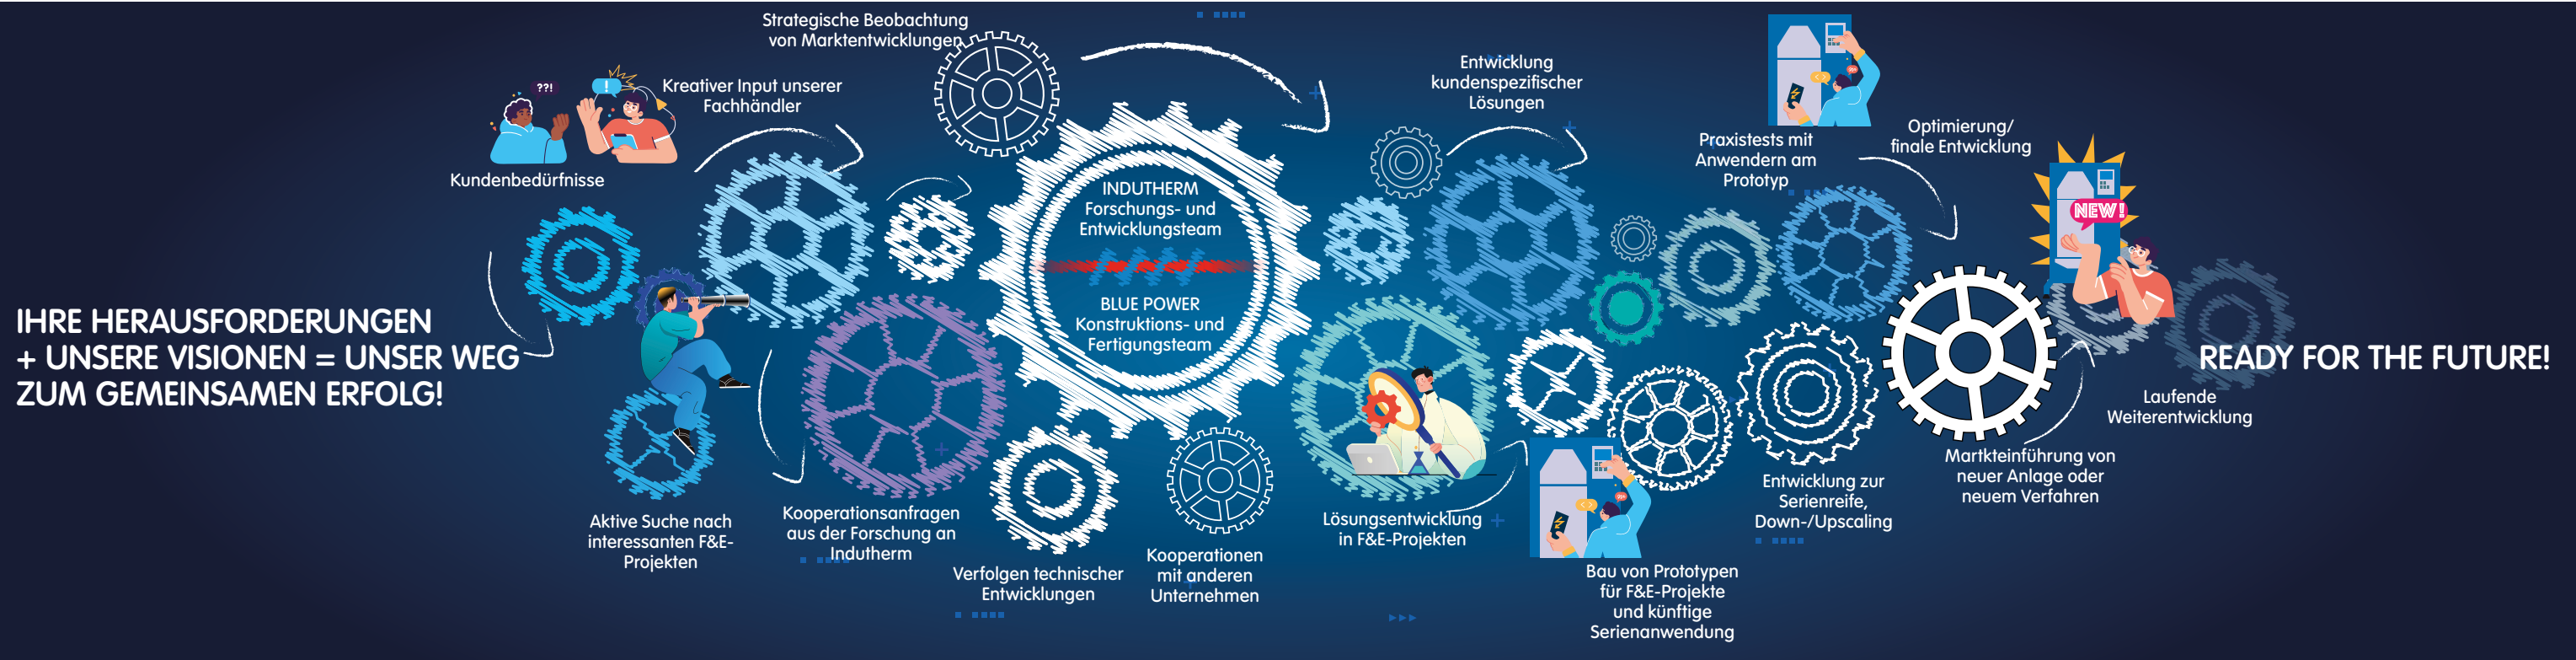 IHRE HERAUSFORDERUNGEN
+ UNSERE VISIONEN = UNSER WEG
ZUM GEMEINSAMEN ERFOLG!
Kundenbedürfnisse
??!
!
Kreativer Input unserer
Fachhändler
Strategische Beobachtung
von Marktentwicklungen
Aktive Suche nach
interessanten F&E-
Projekten
Kooperationsanfragen
aus der Forschung an
Indutherm
Verfolgen technischer
Entwicklungen
Kooperationen
mit anderen
Unternehmen
INDUTHERM
Forschungs- und
Entwicklungsteam
BLUE POWER
Konstruktions- und
Fertigungsteam
Entwicklung
kundenspezifischer
Lösungen
Lösungsentwicklung
in F&E-Projekten
Bau von Prototypen
für F&E-Projekte
und künftige
Serienanwendung
Praxistests mit
Anwendern am
Prototyp
Entwicklung zur
Serienreife,
Down-/Upscaling
Optimierung/
finale Entwicklung
NEW!
Martkteinführung von
neuer Anlage oder
neuem Verfahren
Laufende
Weiterentwicklung
READY FOR THE FUTURE!